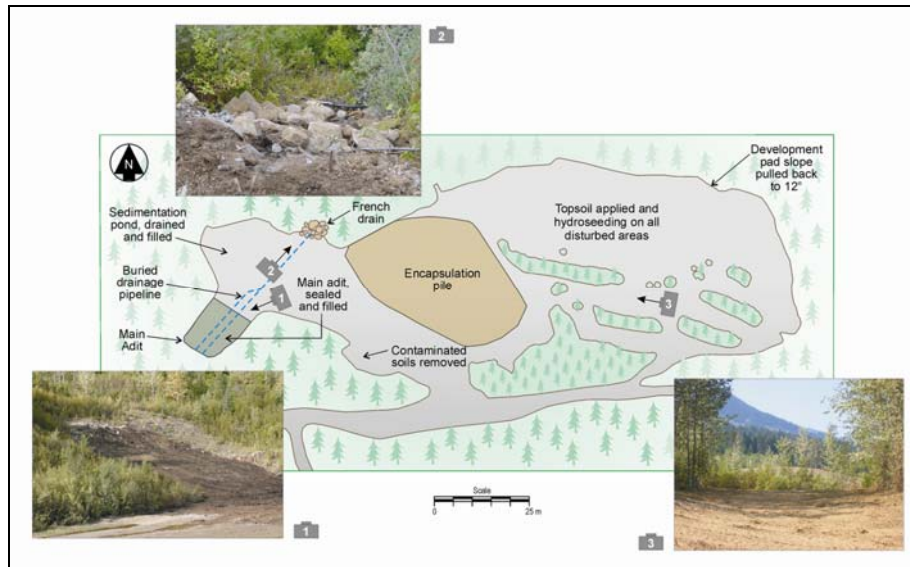 2
N
French
drain
Development
pad slope
pulled back
to 12°
Sedimentation
pond, drained
and filled
Topsoil applied and
hydroseeding on all
disturbed areas
2
Buried
drainage
pipeline
1
Main adit,
sealed
and filled
Encapsulation
pile
3
Main
Adit
Contaminated
soils removed
Scale
0 25 m
1
3